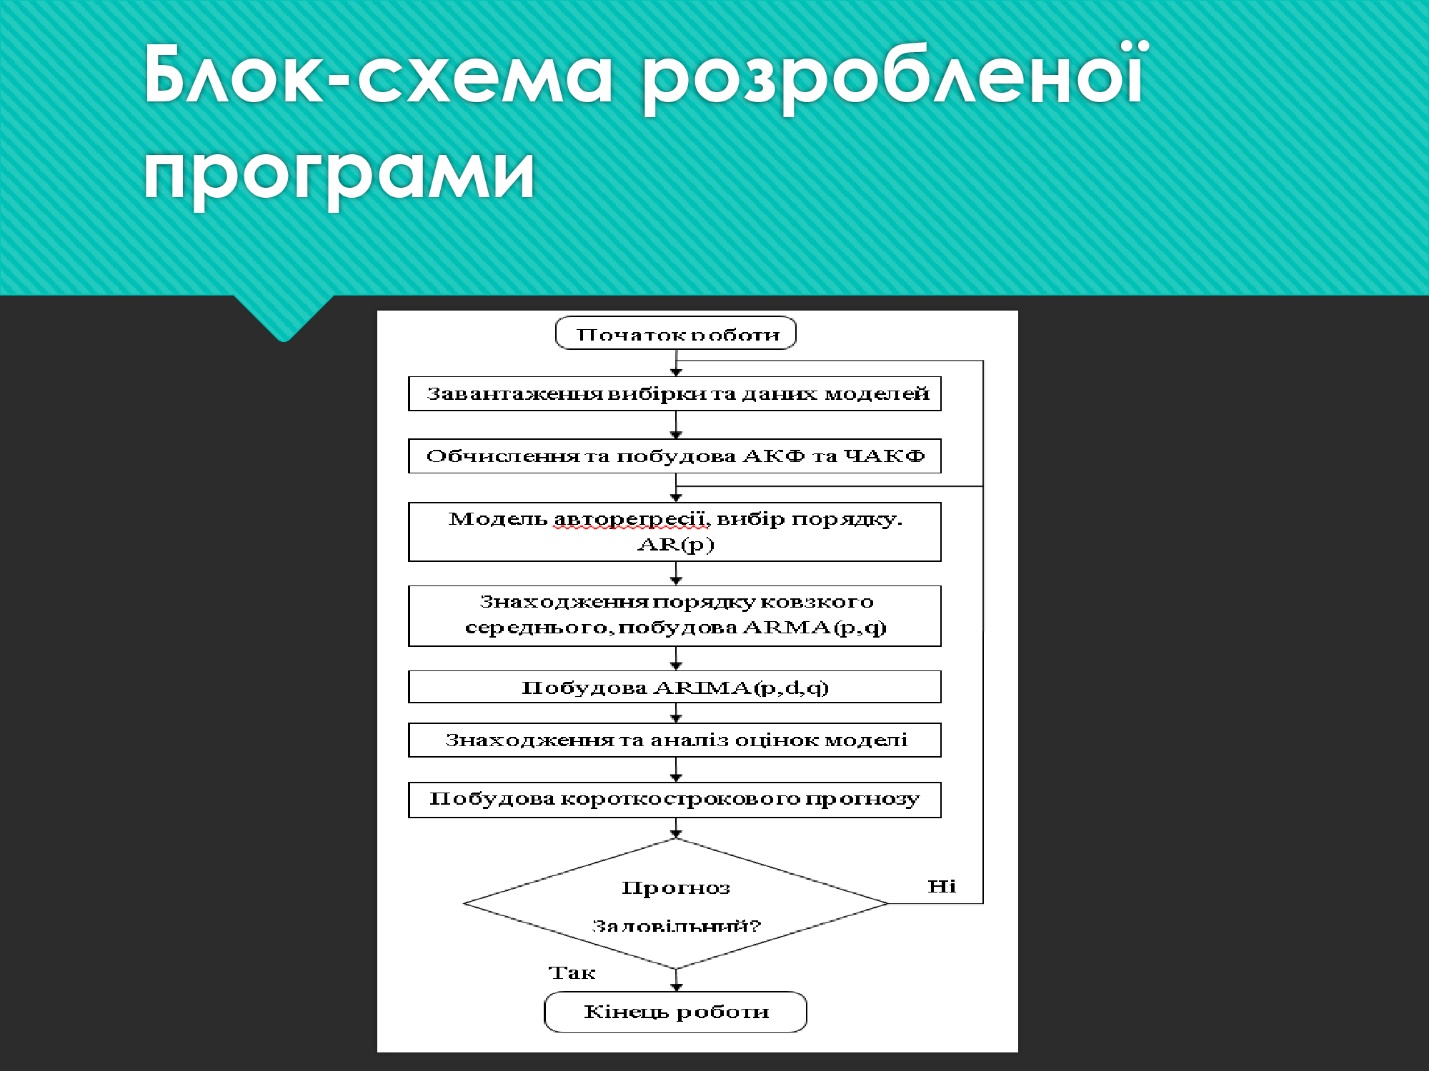 Блок-схема розробленої
програми
Початок роботи
Завантаження вибірки та даних моделей
Обчислення та побудова АКФ та ЧАКФ
Модель авторегресії, вибір порядку.
AR(p)
Знаходження порядку ковзкого
середнього, побудова ARMA(p,q)
Побудова ARIMA(p,d,q)
Знаходження та аналіз оцінок моделі
Побудова короткострокового прогнозу
Прогноз
Ні
Задовільний?
Так
Кінець роботи